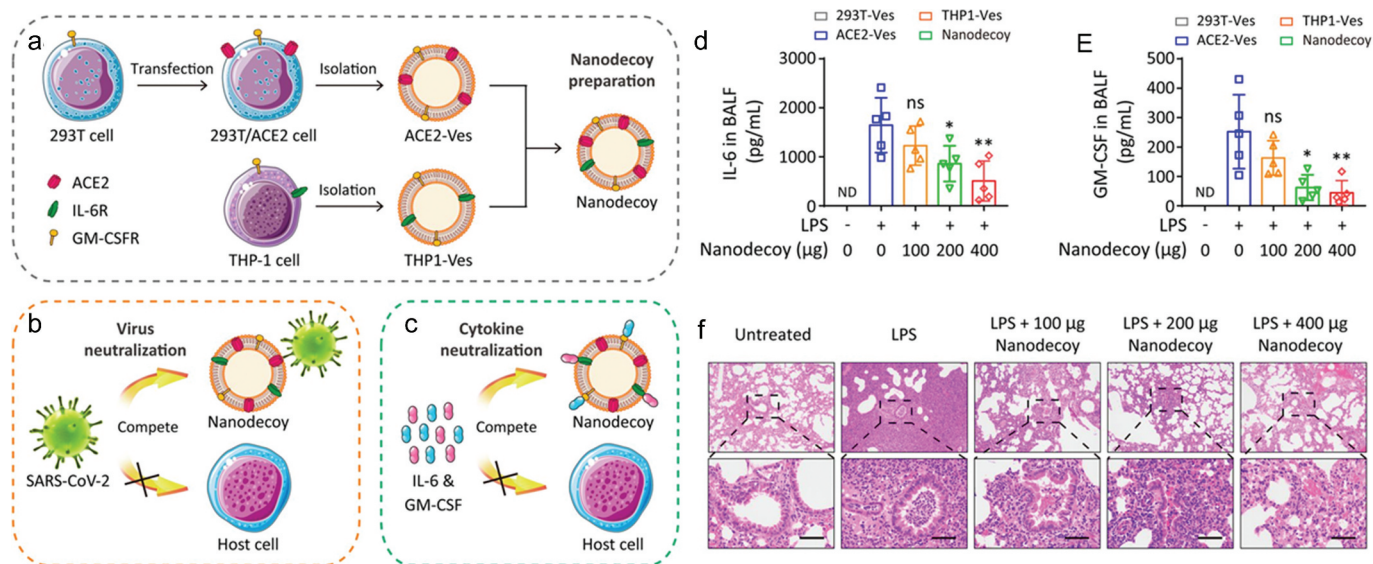 a
293T cell
Transfection
293T/ACE2 cell
Isolation
ACE2-Ves
Nanodecoy
preparation
Nanodecoy
ACE2
IL-6R
GM-CSFR
THP-1 cell
Isolation
THP1-Ves
b
Virus
neutralization
Nanodecoy
Compete
SARS-CoV-2
Host cell
c
Cytokine
neutralization
Nanodecoy
Compete
IL-6 &
GM-CSF
Host cell
d
293T-Ves
THP1-Ves
ACE2-Ves
Nanodecoy
IL-6 in BALF
(pg/mL)
3000
2000
1000
0
ND
ns
*
**
LPS - + + + +
Nanodecoy (µg) 0 0 100 200 400
E
293T-Ves
THP1-Ves
ACE2-Ves
Nanodecoy
GM-CSF in BALF
(pg/mL)
500
400
300
200
100
0
ND
ns
*
**
LPS - + + + +
Nanodecoy (µg) 0 0 100 200 400
f
Untreated
LPS
LPS + 100 µg
Nanodecoy
LPS + 200 µg
Nanodecoy
LPS + 400 µg
Nanodecoy